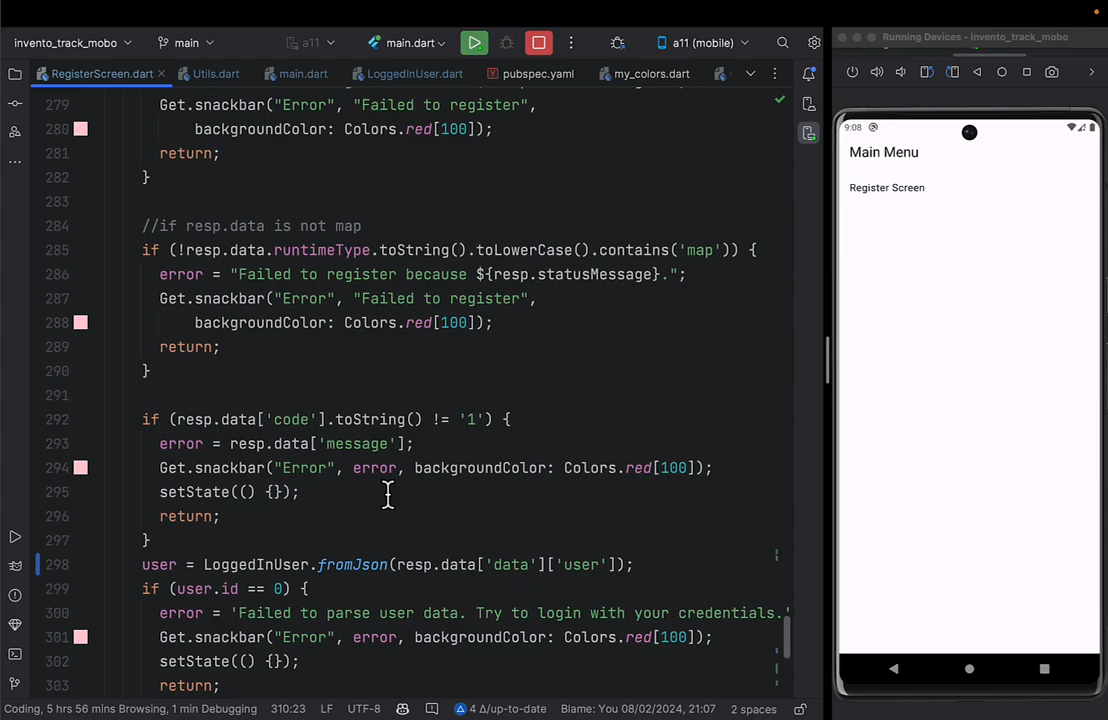 invento_track_mobo
main
a11
main.dart
a11 (mobile)
Running Devices - invento_track_mobo
RegisterScreen.dart
Utils.dart
main.dart
LoggedInUser.dart
pubspec.yaml
my_colors.dart
279 Get.snackbar("Error", "Failed to register",
280 backgroundColor: Colors.red[100]);
281 return;
282 }
283
284 //if resp.data is not map
285 if (!resp.data.runtimeType.toString().toLowerCase().contains('map')) {
286 error = "Failed to register because ${resp.statusMessage}.";
287 Get.snackbar("Error", "Failed to register",
288 backgroundColor: Colors.red[100]);
289 return;
290 }
291
292 if (resp.data['code'].toString() != '1') {
293 error = resp.data['message'];
294 Get.snackbar("Error", error, backgroundColor: Colors.red[100]);
295 setState(() {});
296 return;
297 }
298 user = LoggedInUser.fromJson(resp.data['data']['user']);
299 if (user.id == 0) {
300 error = 'Failed to parse user data. Try to login with your credentials.'
301 Get.snackbar("Error", error, backgroundColor: Colors.red[100]);
302 setState(() {});
303 return;
9:08
Main Menu
Register Screen
Coding, 5 hrs 56 mins Browsing, 1 min Debugging
310:23
LF
UTF-8
4 Δ/up-to-date
Blame: You 08/02/2024, 21:07
2 spaces